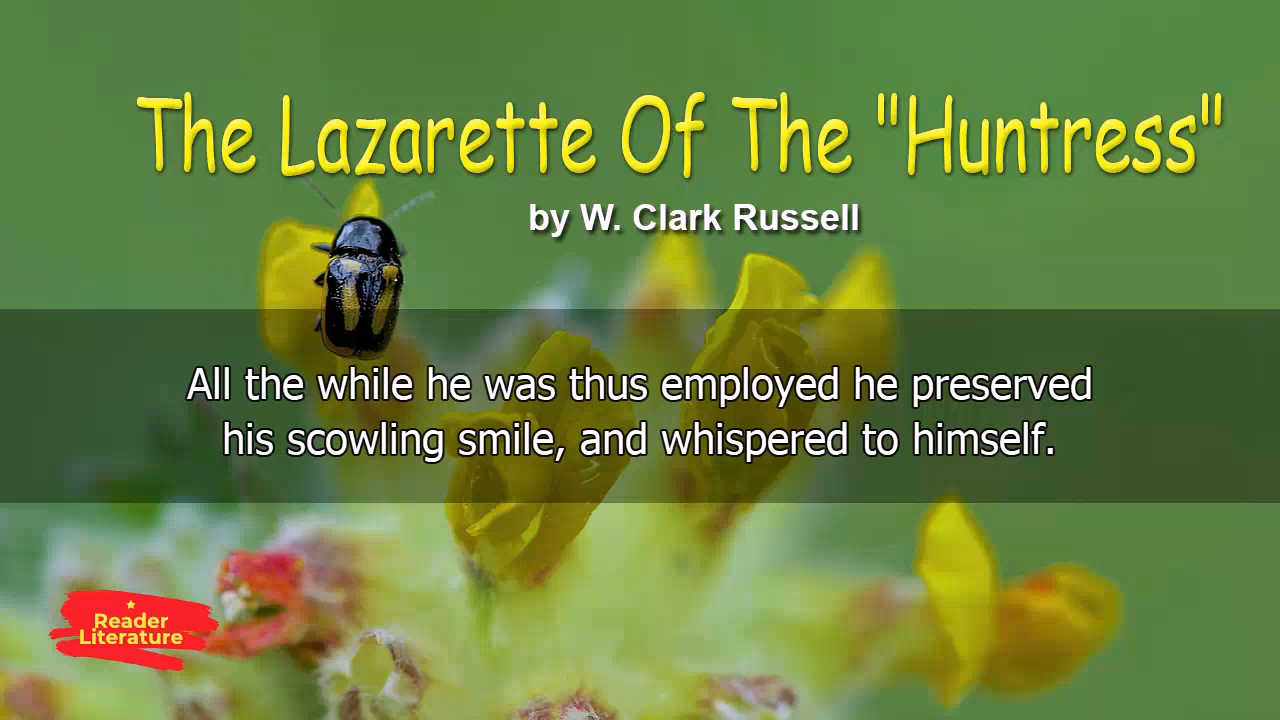 The Lazarette Of The "Huntress"
by W. Clark Russell
All the while he was thus employed he preserved
his scowling smile, and whispered to himself.
Reader
Literature